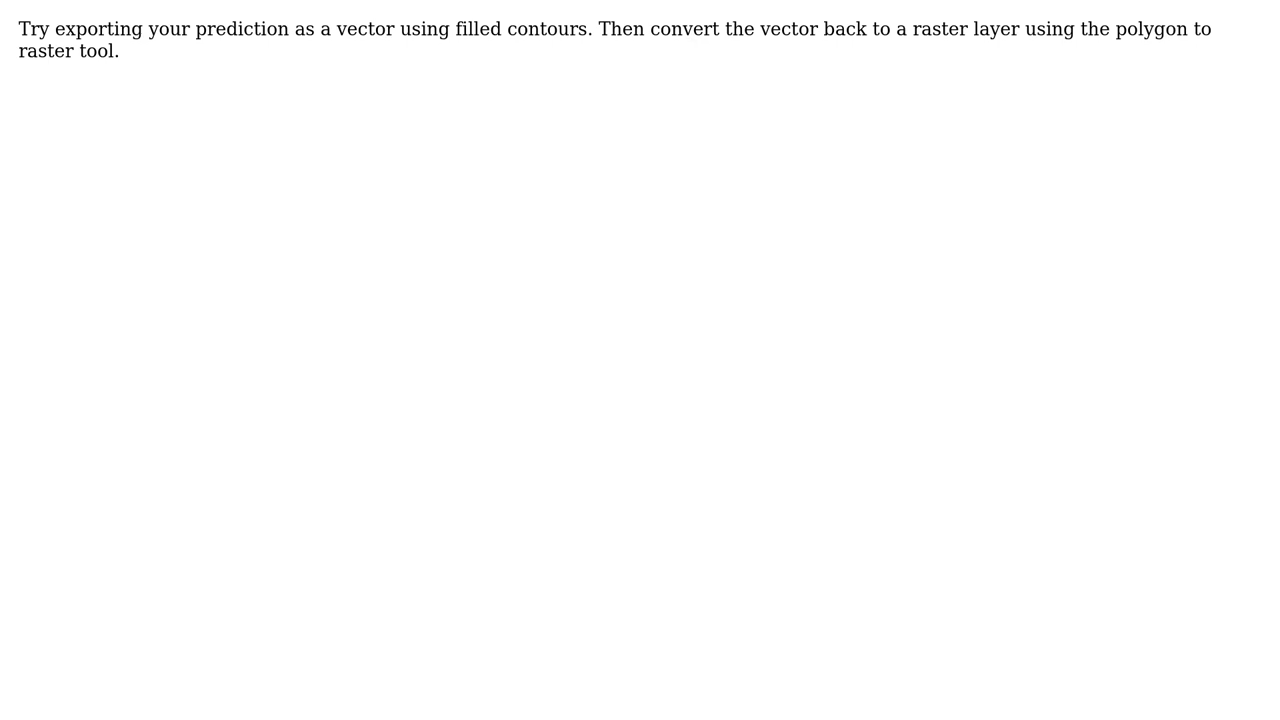 Try exporting your prediction as a vector using filled contours. Then convert the vector back to a raster layer using the polygon to
raster tool.